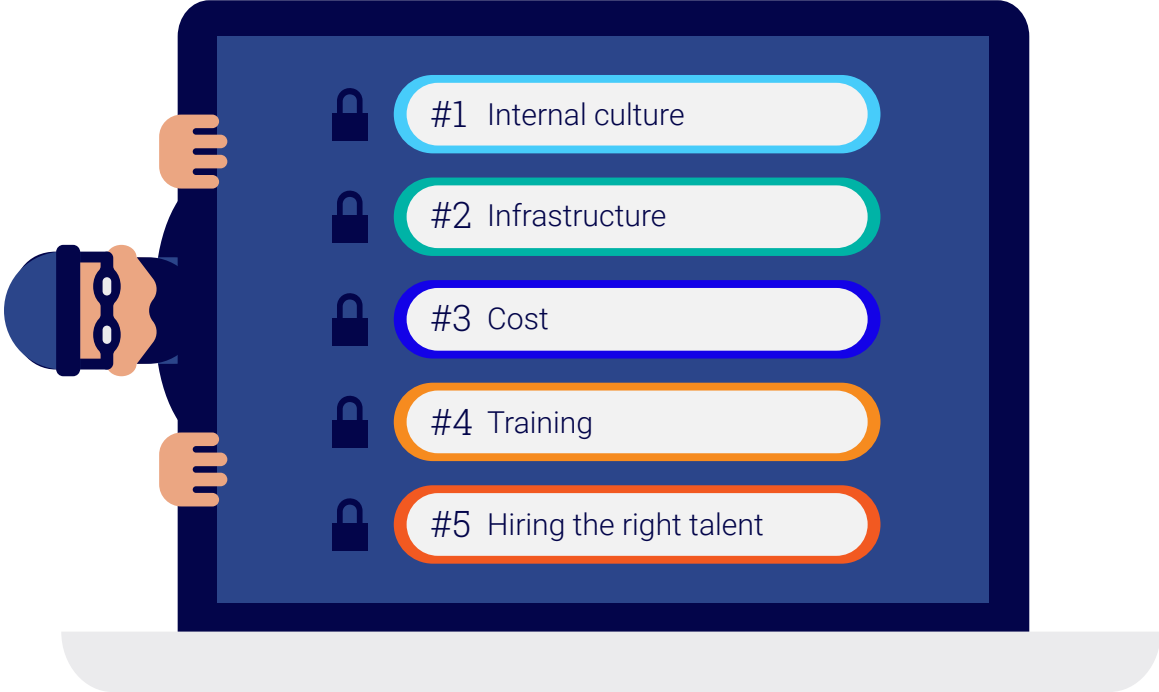 #1 Internal culture
#2 Infrastructure
#3 Cost
#4 Training
#5 Hiring the right talent